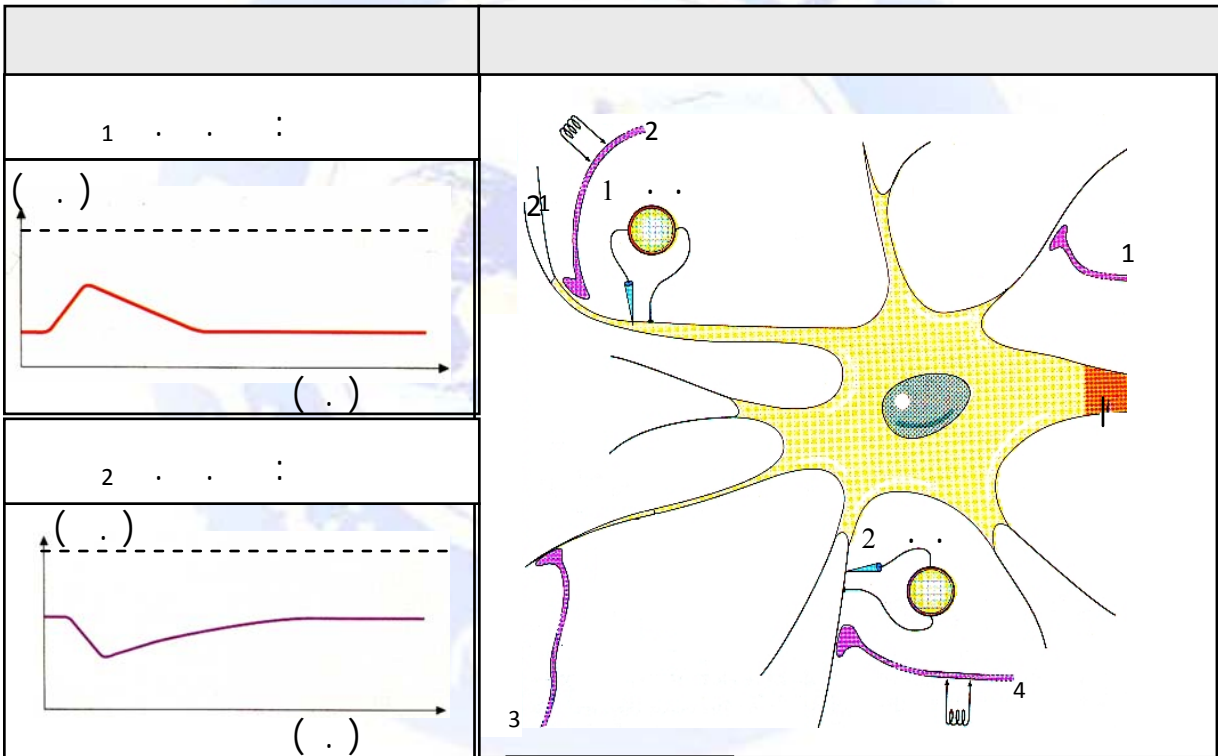 1 . . :
( . )
( . )
2 . . :
( . )
( . )
2
1 . .
21
1
2 . .
4
3